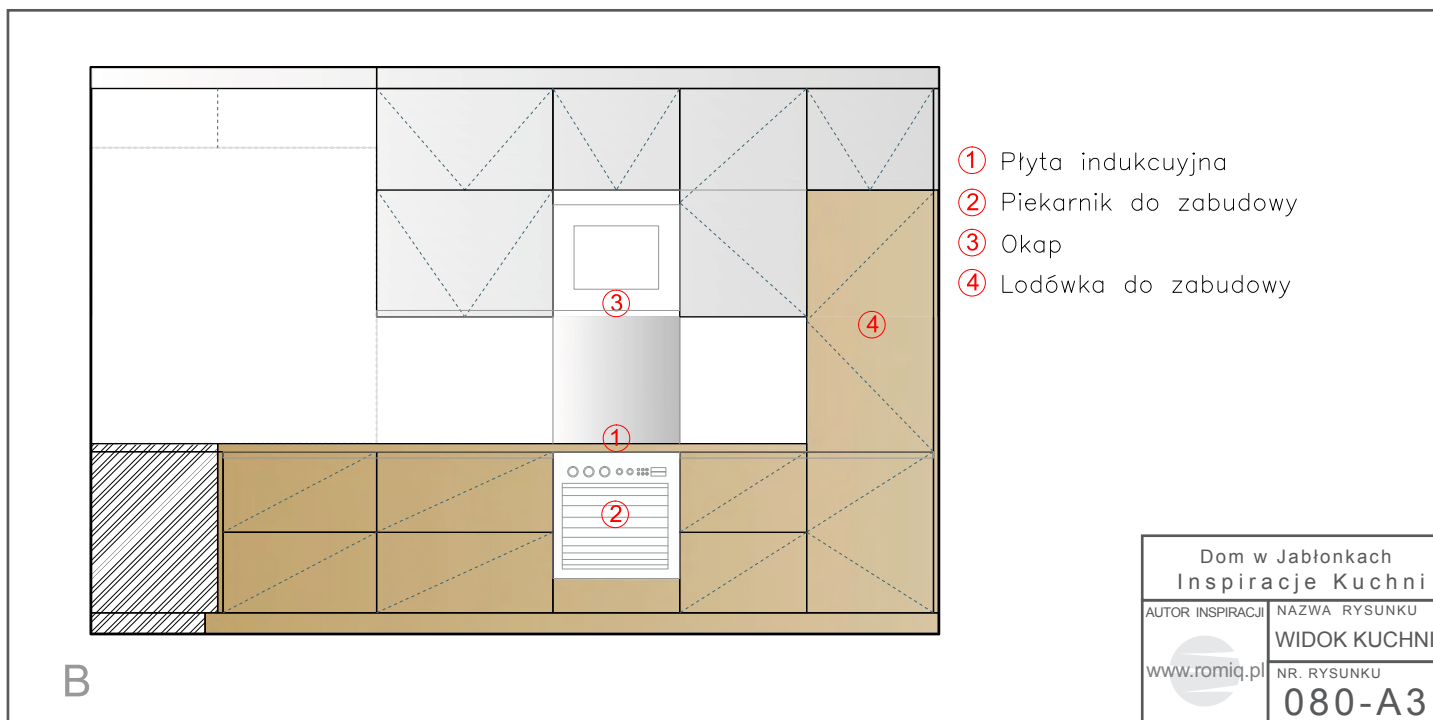 1 Płyta indukcuyjna
2 Piekarnik do zabudowy
3 Okap
4 Lodówka do zabudowy
3
4
1
2
B
Dom w Jabłonkach
Inspiracje Kuchni
AUTOR INSPIRACJI
www.romiq.pl
NAZWA RYSUNKU
WIDOK KUCHNI
NR. RYSUNKU
080-A3